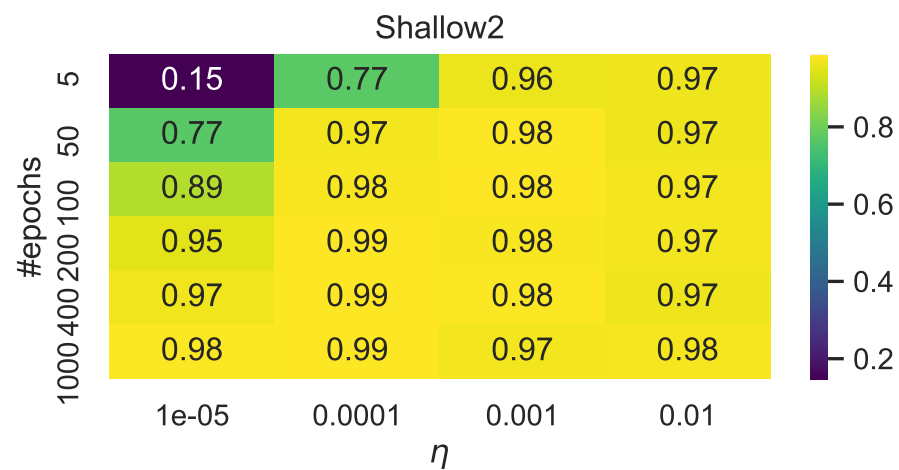 Shallow2
5 0.15 0.77 0.96 0.97
50 0.77 0.97 0.98 0.97
100 0.89 0.98 0.98 0.97
200 0.95 0.99 0.98 0.97
400 0.97 0.99 0.98 0.97
1000 0.98 0.99 0.97 0.98
#epochs
1e-05 0.0001 0.001 0.01
η
0.8
0.6
0.4
0.2